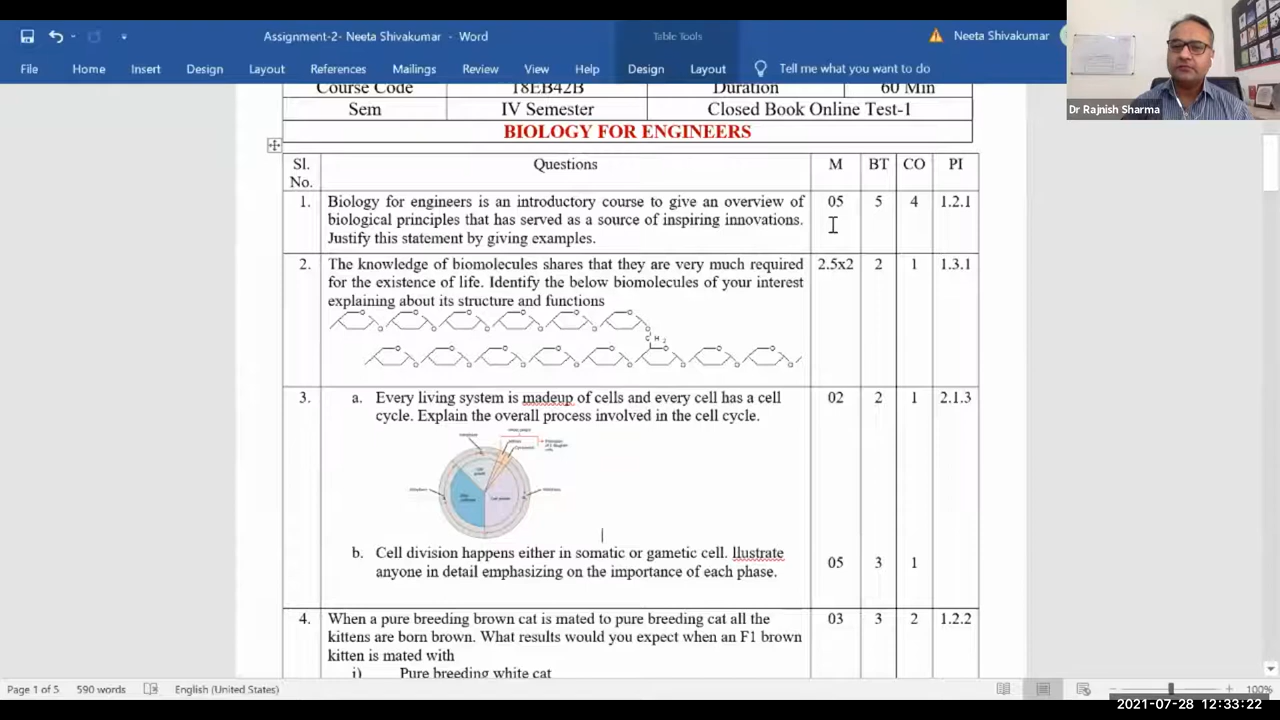 Assignment-2- Neeta Shivakumar - Word
Table Tools
Neeta Shivakumar
File Home Insert Design Layout References Mailings Review View Help Design Layout Tell me what you want to do
Dr Rajnish Sharma
Course Code 18EB42B Duration 60 Min
Sem IV Semester Closed Book Online Test-1
BIOLOGY FOR ENGINEERS
Sl. No. Questions M BT CO PI
1. Biology for engineers is an introductory course to give an overview of 05 5 4 1.2.1
biological principles that has served as a source of inspiring innovations.
Justify this statement by giving examples.
2. The knowledge of biomolecules shares that they are very much required 2.5x2 2 1 1.3.1
for the existence of life. Identify the below biomolecules of your interest
explaining about its structure and functions
3. a. Every living system is madeup of cells and every cell has a cell 02 2 1 2.1.3
cycle. Explain the overall process involved in the cell cycle.
b. Cell division happens either in somatic or gametic cell. llustrate 05 3 1
anyone in detail emphasizing on the importance of each phase.
4. When a pure breeding brown cat is mated to pure breeding cat all the 03 3 2 1.2.2
kittens are born brown. What results would you expect when an F1 brown
kitten is mated with
i) Pure breeding white cat
Page 1 of 5 590 words English (United States) 100%
2021-07-28 12:33:22